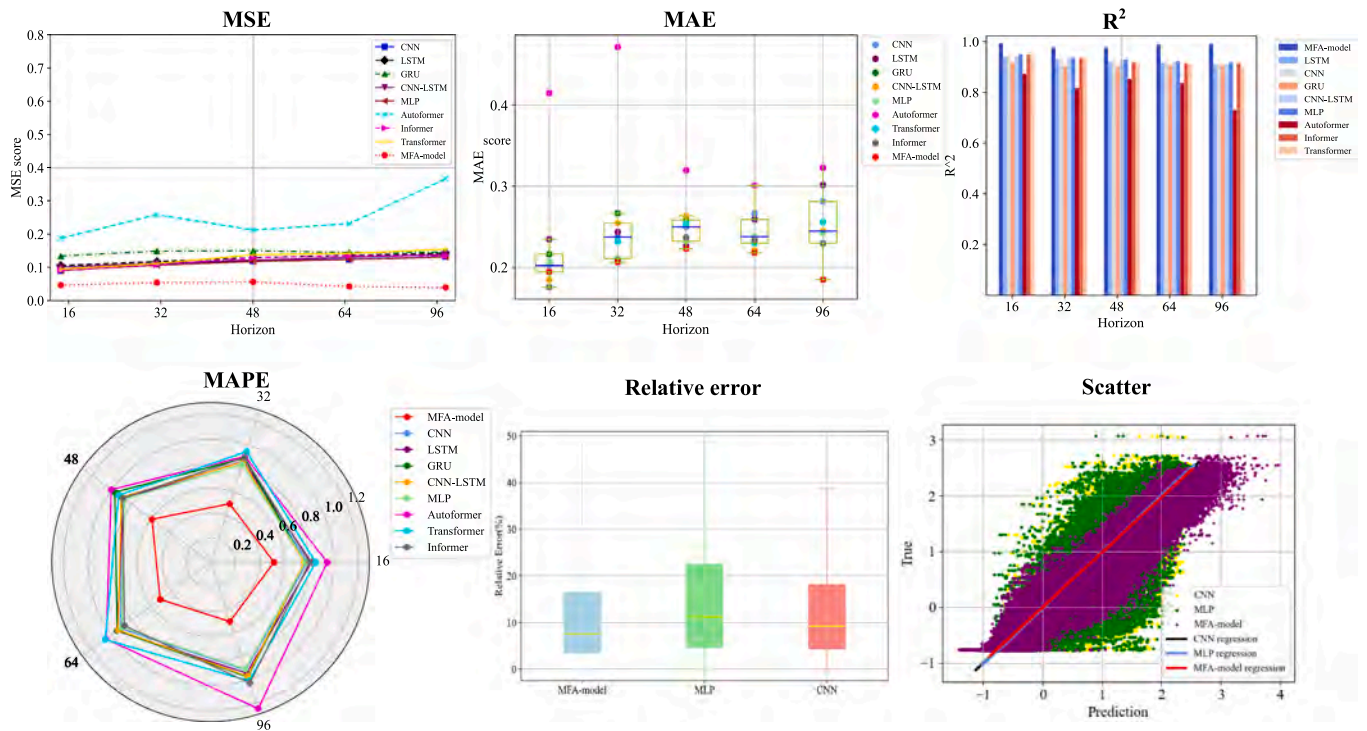 MSE
0.8
0.7
0.6
0.5
0.4
0.3
0.2
0.1
0.0
MSE score
16
32
48
64
96
Horizon
CNN
LSTM
GRU
CNN-LSTM
MLP
Autoformer
Informer
Transformer
MFA-model
MAE
0.4
0.3
0.2
MAE score
16
32
48
64
96
Horizon
CNN
LSTM
GRU
CNN-LSTM
MLP
Autoformer
Transformer
Informer
MFA-model
R²
1.0
0.8
0.6
0.4
0.2
R^2
16
32
48
64
96
Horizon
MFA-model
LSTM
CNN
GRU
CNN-LSTM
MLP
Autoformer
Informer
Transformer
MAPE
32
48
16
64
96
0.2
0.4
0.6
0.8
1.0
1.2
MFA-model
CNN
LSTM
GRU
CNN-LSTM
MLP
Autoformer
Transformer
Informer
Relative error
50
40
30
20
10
0
Relative Error(%)
MFA-model
MLP
CNN
Scatter
3
2
1
0
−1
True
−1
0
1
2
3
4
Prediction
CNN
MLP
MFA-model
CNN regression
MLP regression
MFA-model regression